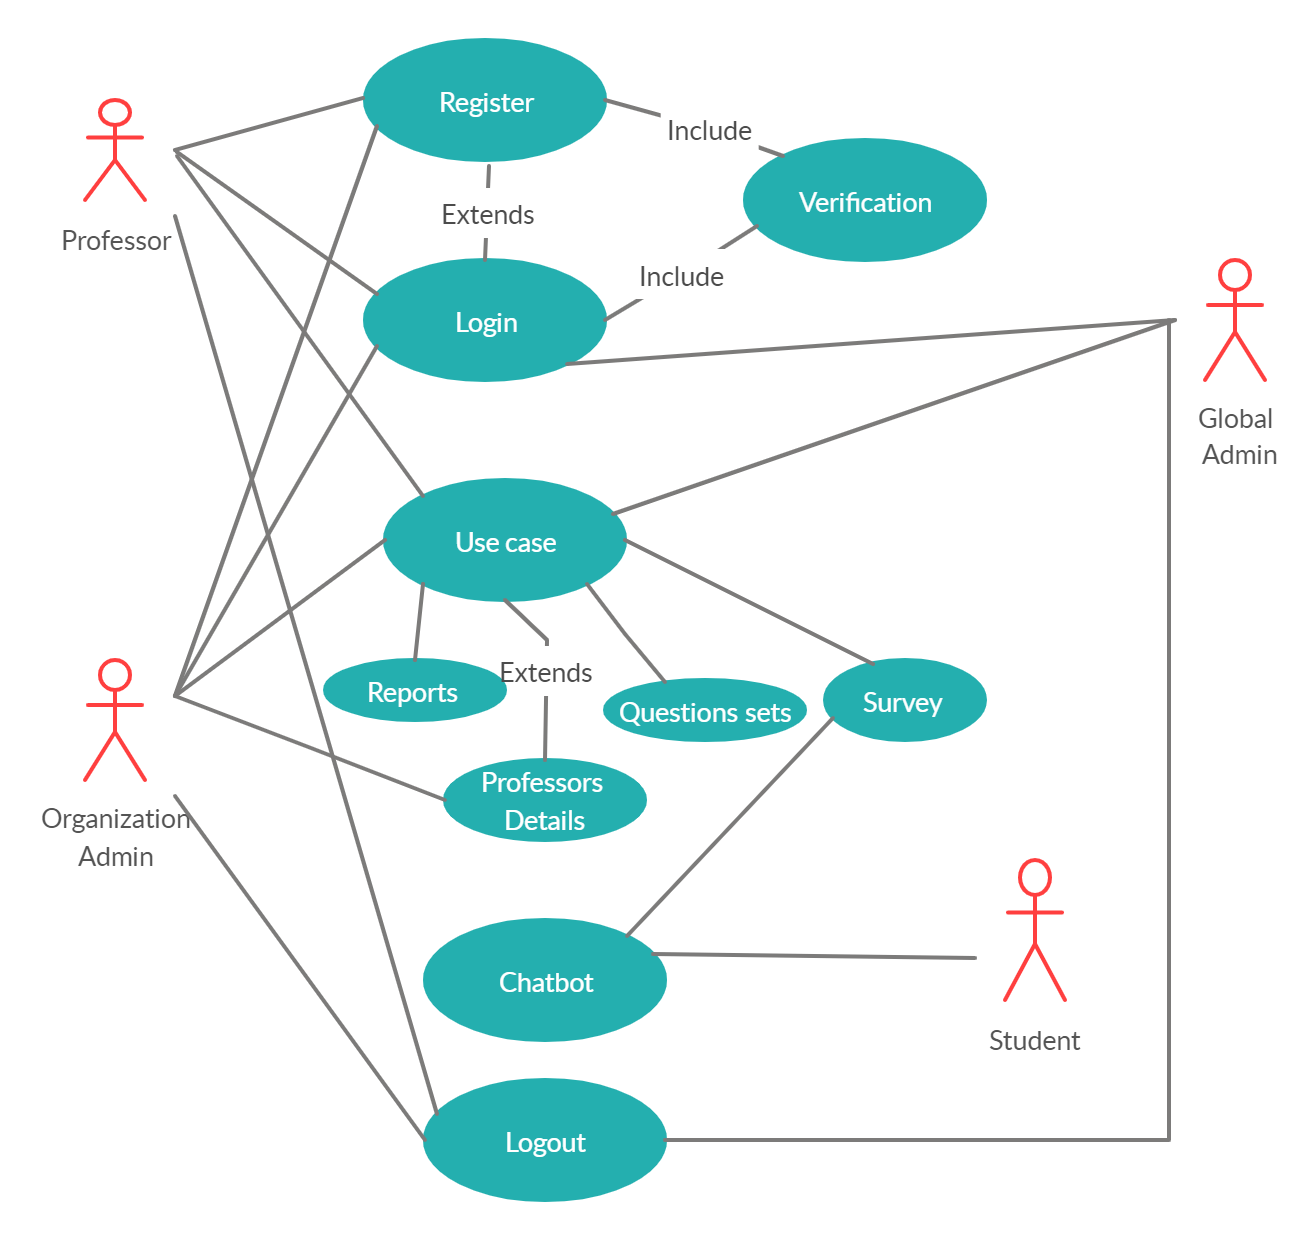 Register
Include
Verification
Professor
Extends
Include
Login
Global
Admin
Use case
Extends
Reports
Questions sets
Survey
Professors
Details
Organization
Admin
Chatbot
Student
Logout